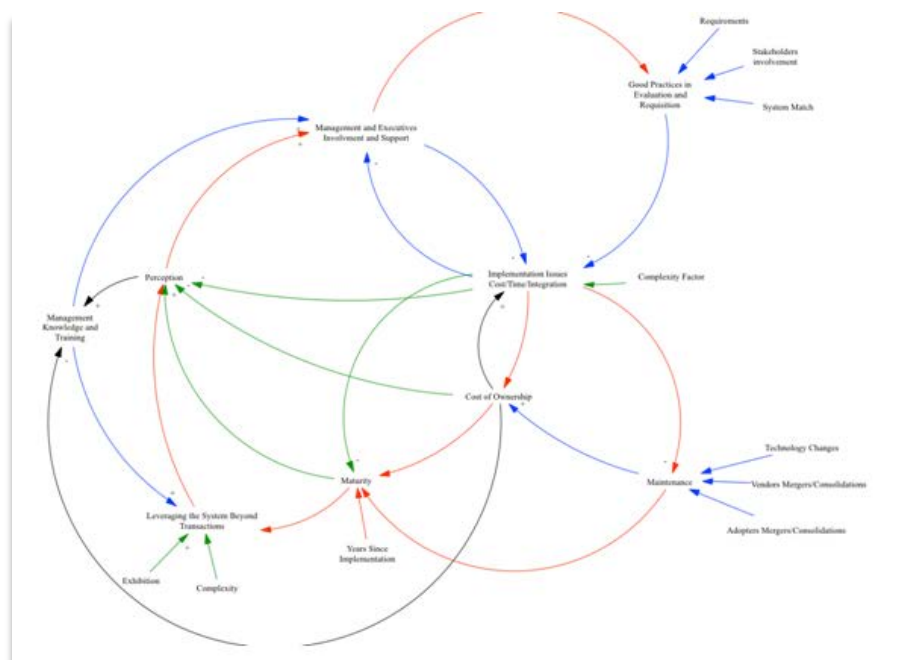 Requirements
Stakeholders
involvement
Good Practices in
Evaluation and
Requisition
System Match
Management and Executives
Involvment and Support
Perception
Implementation Issues
Cost/Time/Integration
Complexity Factor
Management
Knowledge and
Training
Cost of Ownership
Technology Changes
Maturity
Maintenance
Vendors Mergers/Consolidations
Leveraging the System Beyond
Transactions
Adopters Mergers/Consolidations
Years Since
Implementation
Exhibition
Complexity